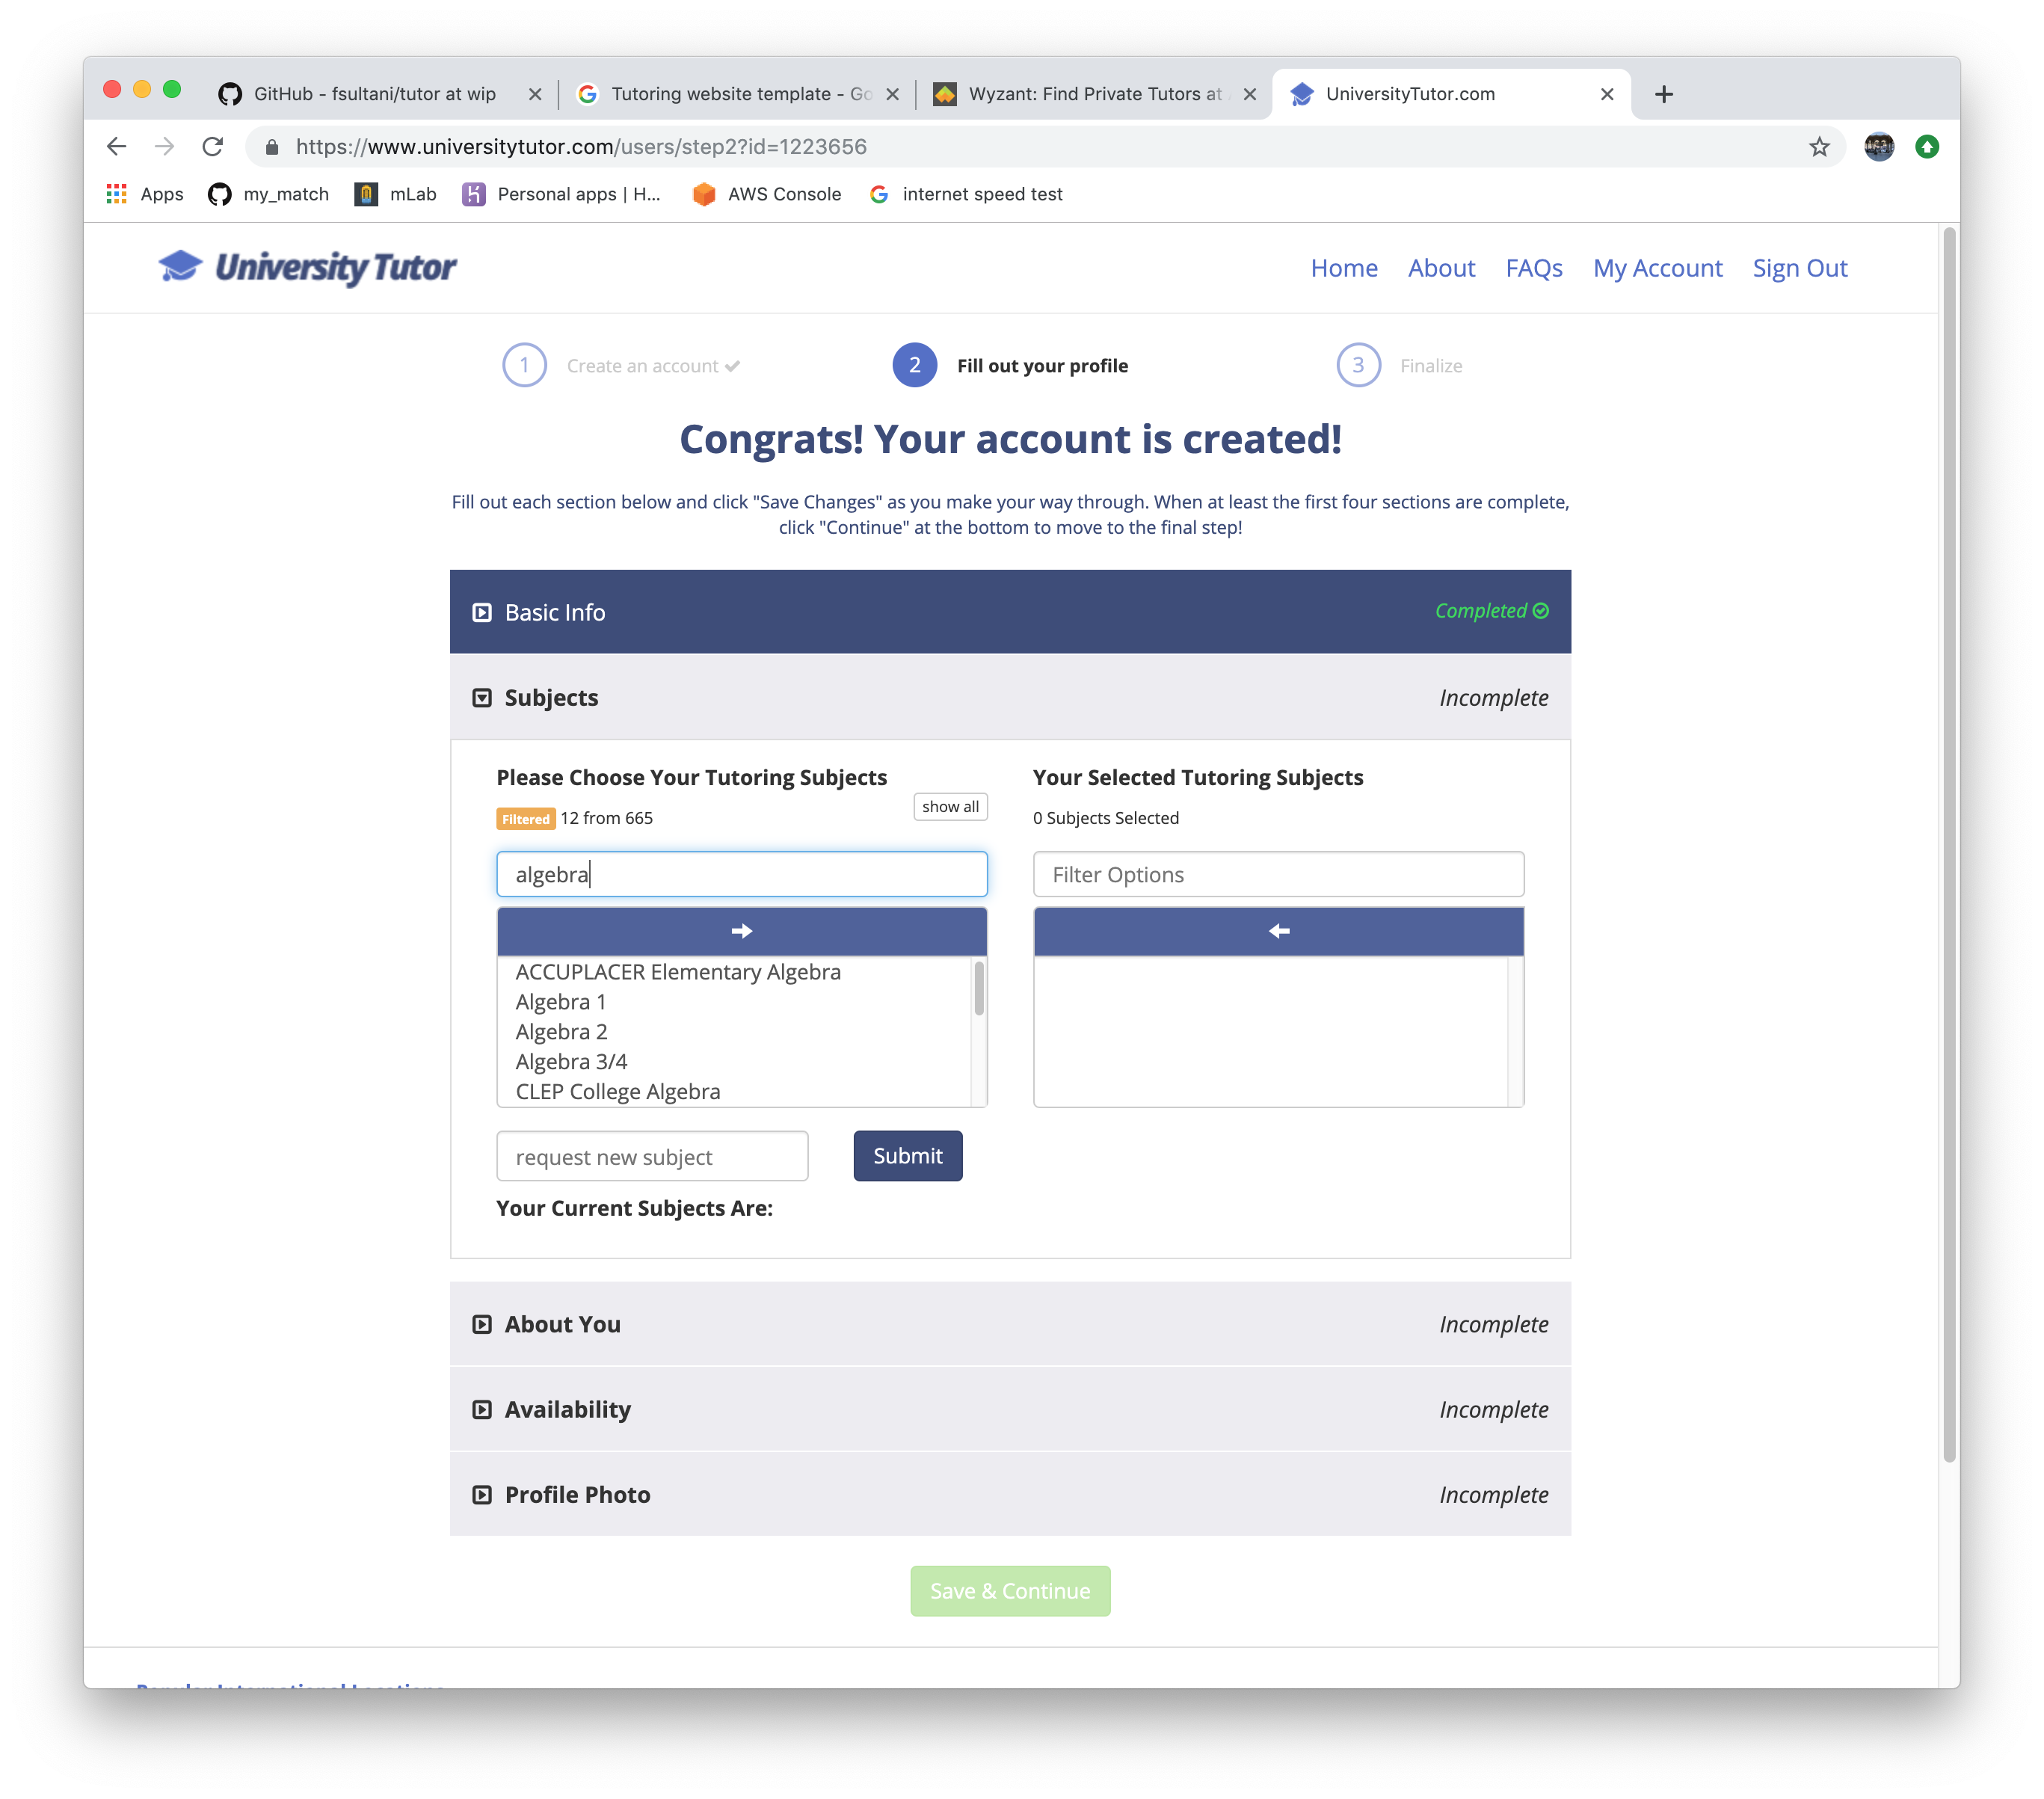 GitHub - fsultani/tutor at wip
Tutoring website template - Go
Wyzant: Find Private Tutors at
UniversityTutor.com
https://www.universitytutor.com/users/step2?id=1223656
Apps
my_match
mLab
Personal apps | H...
AWS Console
internet speed test
University Tutor
Home About FAQs My Account Sign Out
1 Create an account
2 Fill out your profile
3 Finalize
Congrats! Your account is created!
Fill out each section below and click "Save Changes" as you make your way through. When at least the first four sections are complete,
click "Continue" at the bottom to move to the final step!
Basic Info
Completed
Subjects
Incomplete
Please Choose Your Tutoring Subjects
Filtered 12 from 665
show all
algebra
ACCUPLACER Elementary Algebra
Algebra 1
Algebra 2
Algebra 3/4
CLEP College Algebra
Your Selected Tutoring Subjects
0 Subjects Selected
Filter Options
request new subject
Submit
Your Current Subjects Are:
About You
Incomplete
Availability
Incomplete
Profile Photo
Incomplete
Save & Continue
Popular International Locations